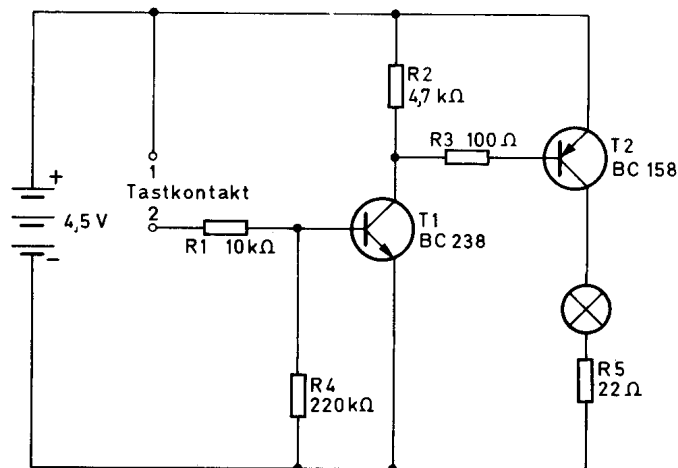 R2
4,7 kΩ
R3 100 Ω
T2
BC 158
+
1
Tastkontakt
4,5 V
2
T1
BC 238
R1 10kΩ
-
R4
220kΩ
R5
22Ω